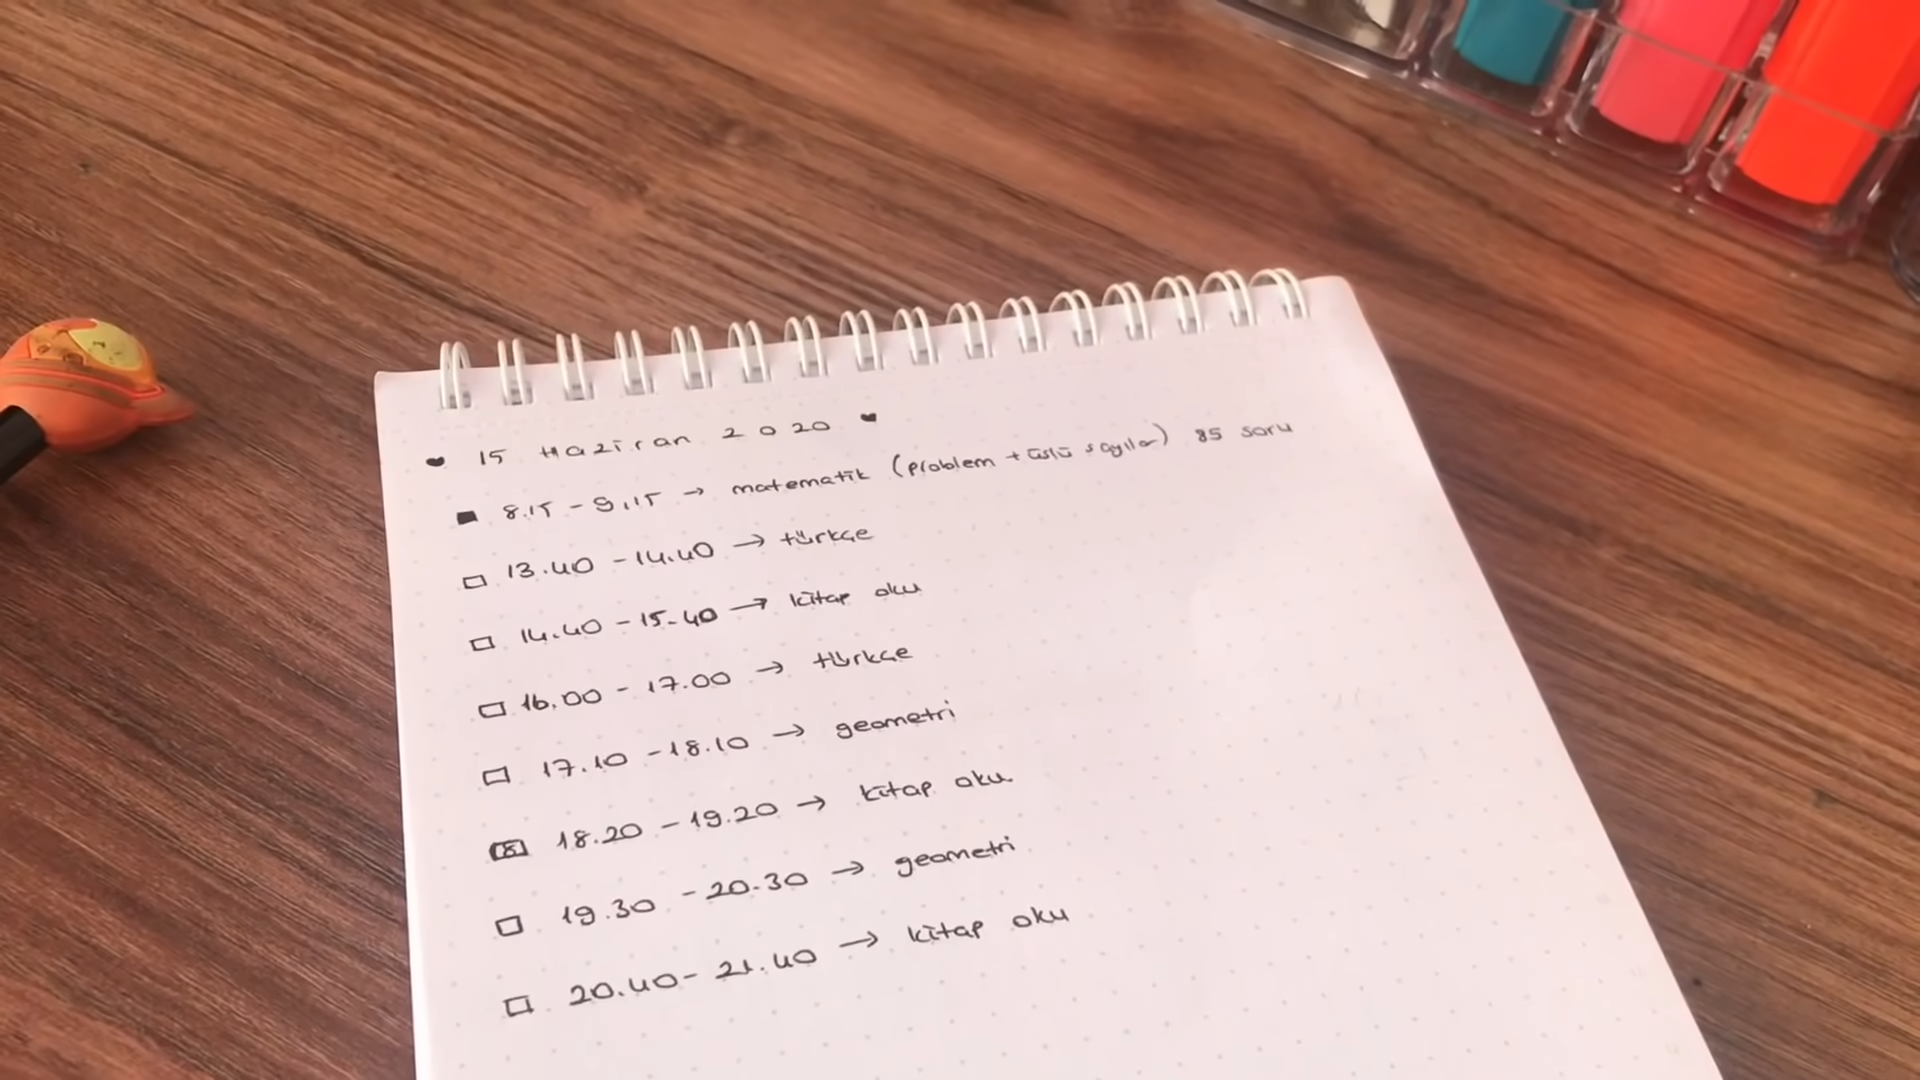 15 Haziran 2020
8.15 - 9.15 → matematik (problem + üslü sayılar) 85 soru
13.40 - 14.40 → türkçe
14.40 - 15.40 → kitap oku
16.00 - 17.00 → türkçe
17.10 - 18.10 → geometri
18.20 - 19.20 → kitap oku
19.30 - 20.30 → geometri
20.40 - 21.40 → kitap oku